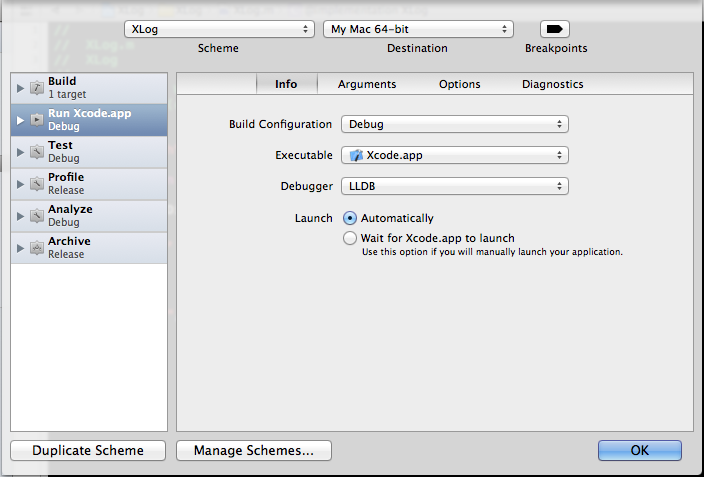 //
// XLog.m
// XLog
XLog
My Mac 64-bit
Scheme
Destination
Breakpoints
Build
1 target
Run Xcode.app
Debug
Test
Debug
Profile
Release
Analyze
Debug
Archive
Release
Info
Arguments
Options
Diagnostics
Build Configuration
Debug
Executable
Xcode.app
Debugger
LLDB
Launch
Automatically
Wait for Xcode.app to launch
Use this option if you will manually launch your application.
Duplicate Scheme
Manage Schemes...
OK